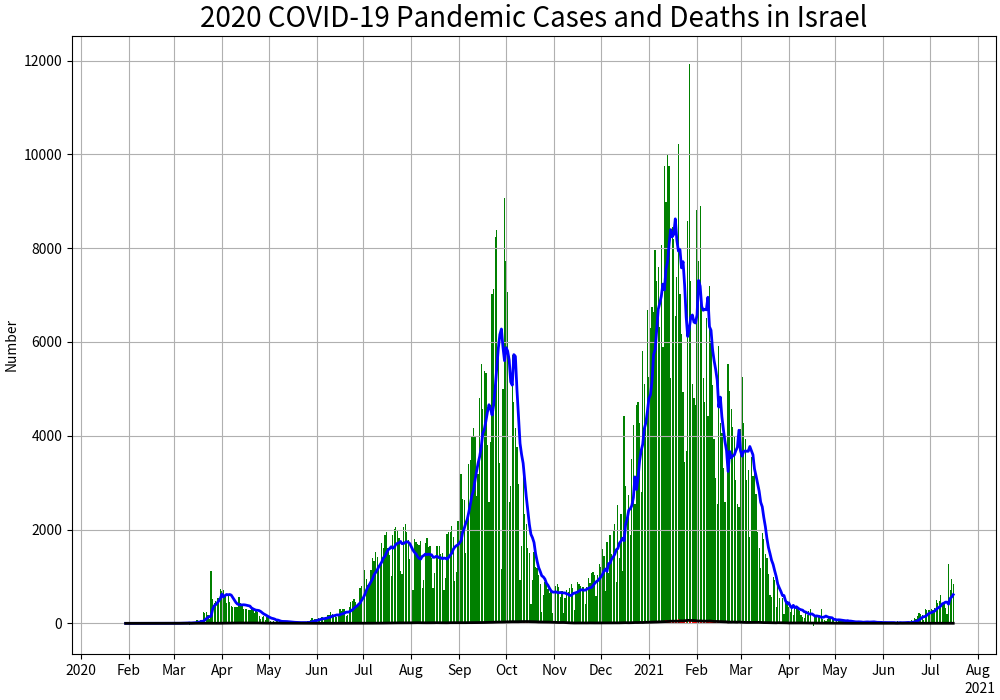 2020 COVID-19 Pandemic Cases and Deaths in Israel
Number
12000
10000
8000
6000
4000
2000
0
2020 Feb Mar Apr May Jun Jul Aug Sep Oct Nov Dec 2021 Feb Mar Apr May Jun Jul Aug
2021